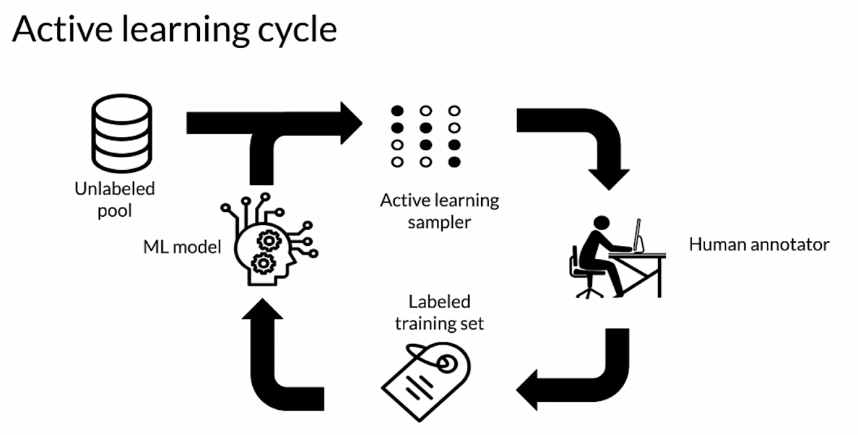 Active learning cycle
Unlabeled
pool
Active learning
sampler
ML model
Human annotator
Labeled
training set